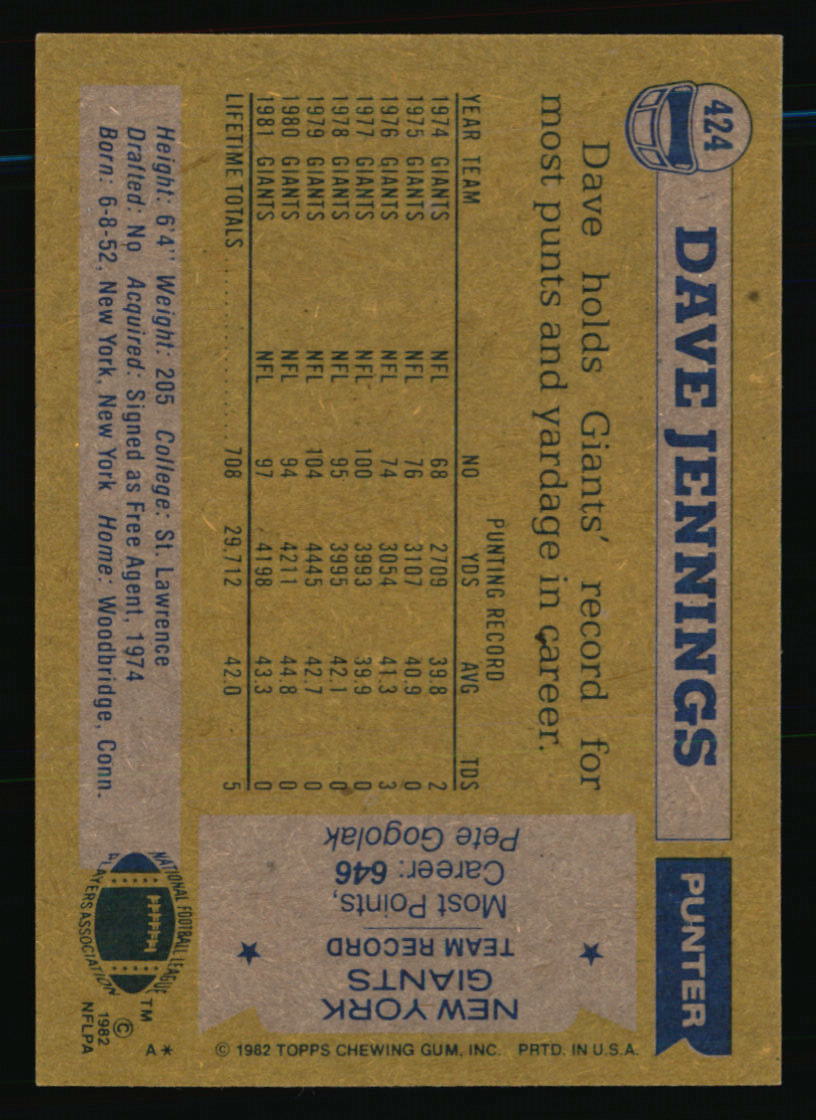 424
DAVE JENNINGS
PUNTER
Dave holds Giants' record for
most punts and yardage in career.
PUNTING RECORD
YEAR TEAM NO YDS AVG TDS
1974 GIANTS NFL 68 2709 39.8 2
1975 GIANTS NFL 76 3107 40.9 0
1976 GIANTS NFL 74 3054 41.3 3
1977 GIANTS NFL 100 3993 39.9 0
1978 GIANTS NFL 95 3995 42.1 0
1979 GIANTS NFL 104 4445 42.7 0
1980 GIANTS NFL 94 4211 44.8 0
1981 GIANTS NFL 97 4198 43.3 0
LIFETIME TOTALS .............. 708 29.712 42.0 5
Height: 6'4" Weight: 205 College: St. Lawrence
Drafted: No Acquired: Signed as Free Agent, 1974
Born: 6-8-52, New York, New York Home: Woodbridge, Conn.
NEW YORK
GIANTS
TEAM RECORD
Most Points,
Career: 646
Pete Gogolak
NATIONAL FOOTBALL LEAGUE
PLAYERS ASSOCIATION
TM
©
1982
NFLPA
A*
© 1982 TOPPS CHEWING GUM, INC. PRTD. IN U.S.A.